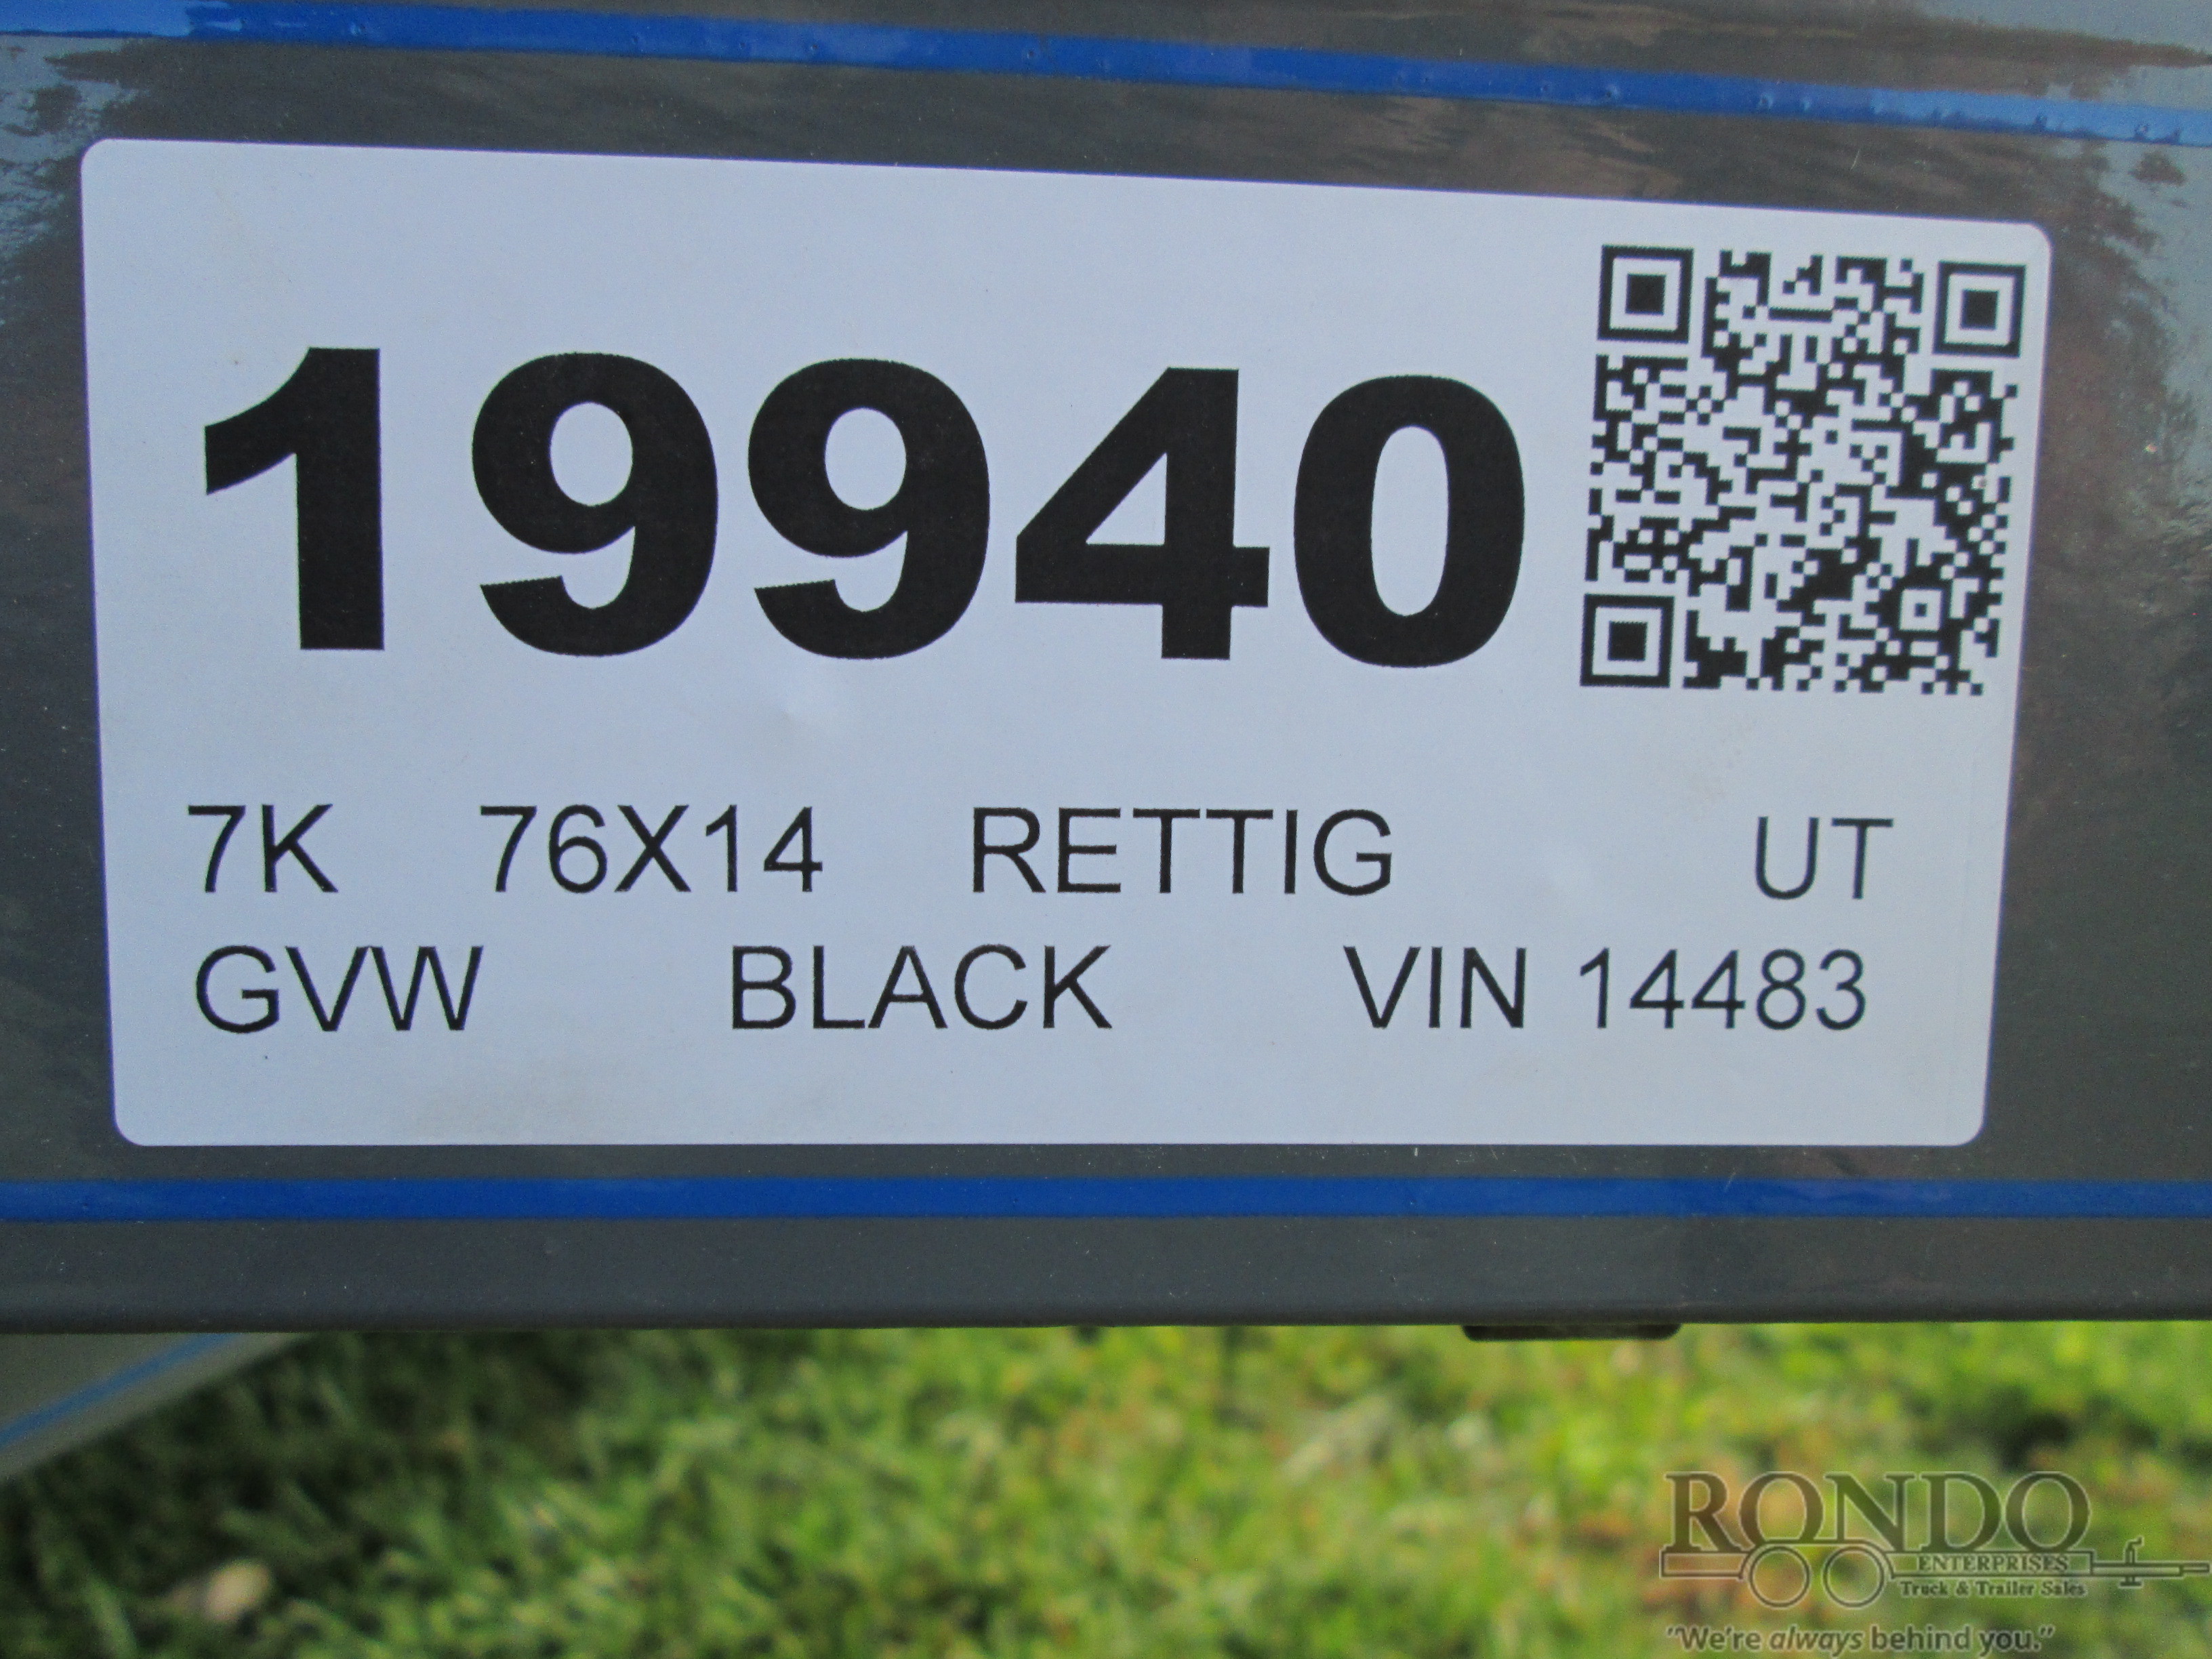 19940
7K 76X14 RETTIG UT
GVW BLACK VIN 14483
RONDO
ENTERPRISES
Truck & Trailer Sales
"We're always behind you."